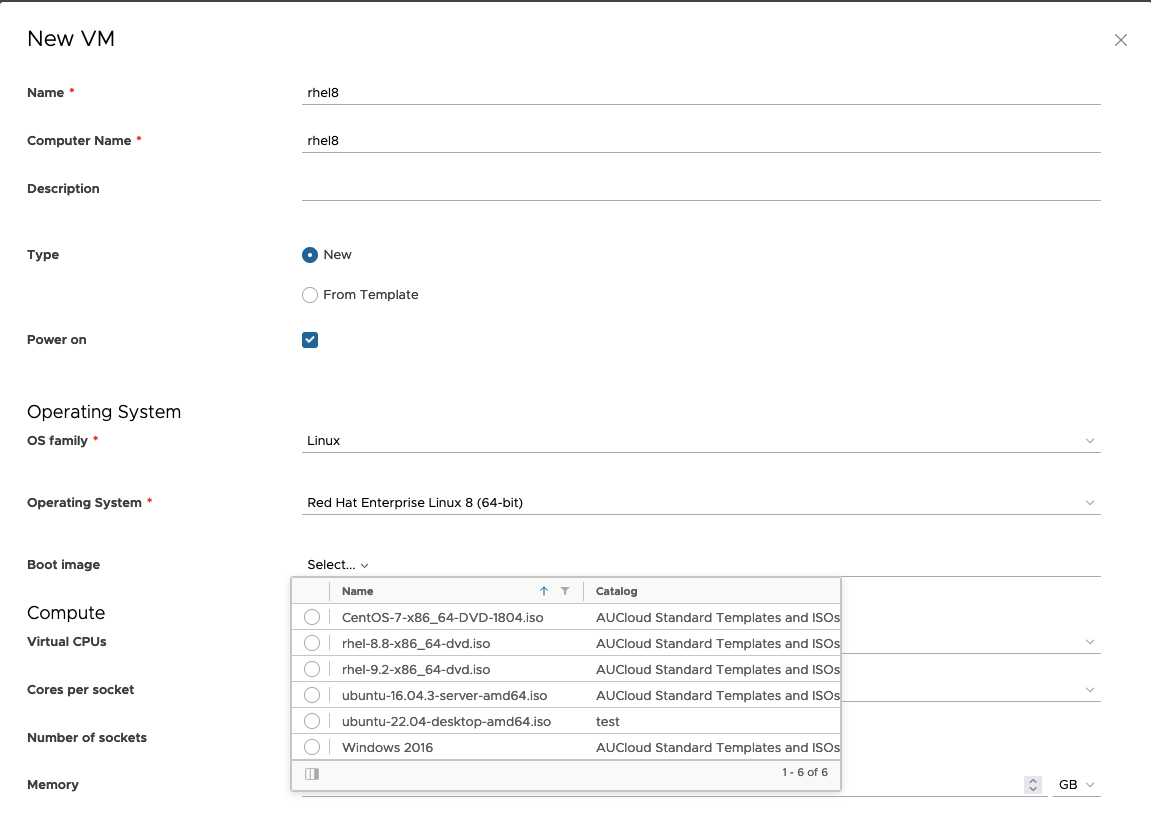 New VM
Name *
rhel8
Computer Name *
rhel8
Description
Type
New
From Template
Power on
Operating System
OS family *
Linux
Operating System *
Red Hat Enterprise Linux 8 (64-bit)
Boot image
Select...
Name Catalog
CentOS-7-x86_64-DVD-1804.iso AUCloud Standard Templates and ISOs
rhel-8.8-x86_64-dvd.iso AUCloud Standard Templates and ISOs
rhel-9.2-x86_64-dvd.iso AUCloud Standard Templates and ISOs
ubuntu-16.04.3-server-amd64.iso AUCloud Standard Templates and ISOs
ubuntu-22.04-desktop-amd64.iso test
Windows 2016 AUCloud Standard Templates and ISOs
1 - 6 of 6
Compute
Virtual CPUs
Cores per socket
Number of sockets
Memory
GB